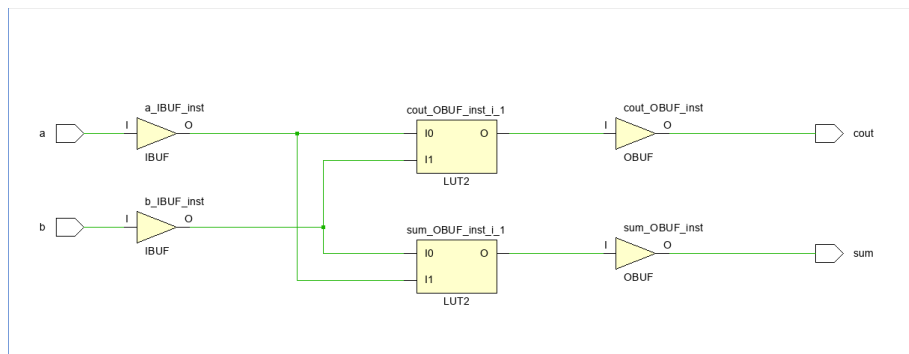 a_IBUF_inst
cout_OBUF_inst_i_1
cout_OBUF_inst
a
I
O
I0
O
I
O
cout
IBUF
I1
OBUF
LUT2
b_IBUF_inst
sum_OBUF_inst_i_1
sum_OBUF_inst
b
I
O
IBUF
I0
O
I
O
sum
I1
OBUF
LUT2